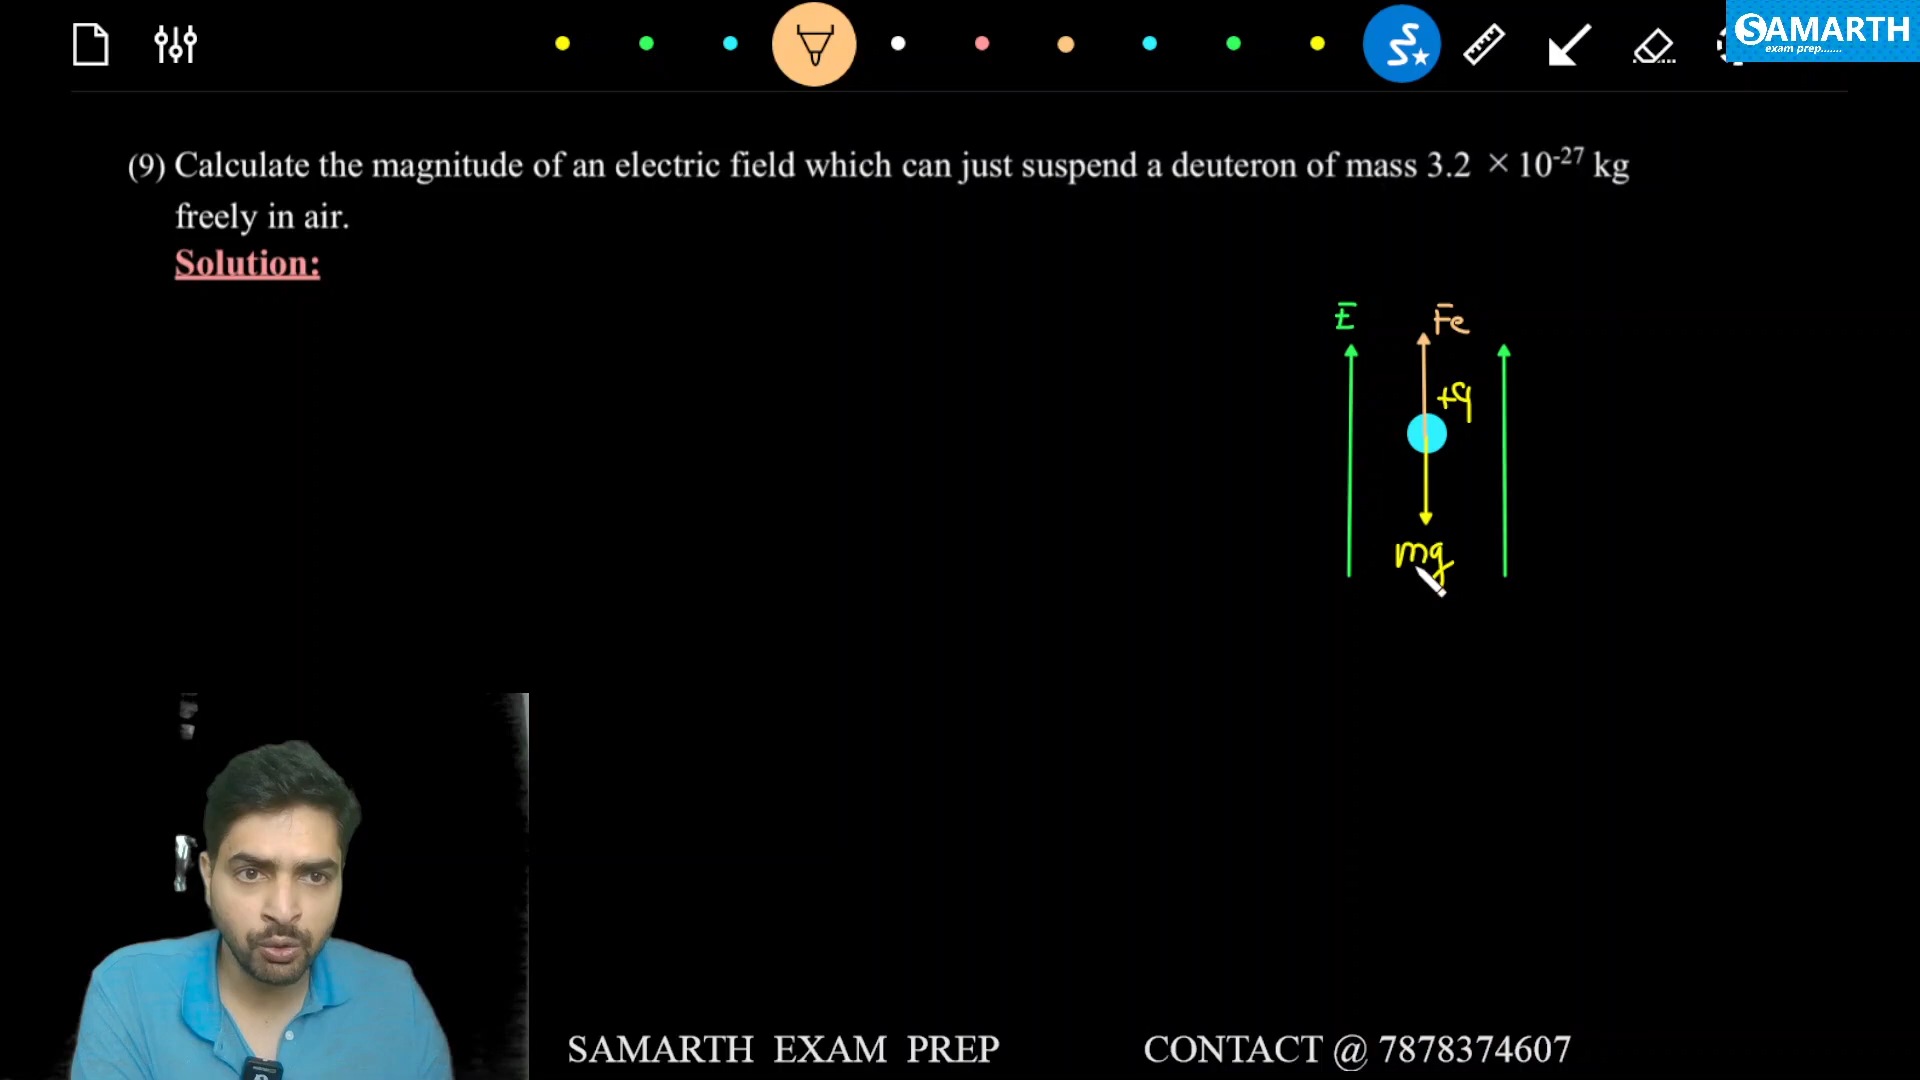 SAMARTH
exam prep......
(9) Calculate the magnitude of an electric field which can just suspend a deuteron of mass 3.2 × 10⁻²⁷ kg
freely in air.
Solution:
E̅ F̅e
+q
mg
SAMARTH EXAM PREP CONTACT @ 7878374607